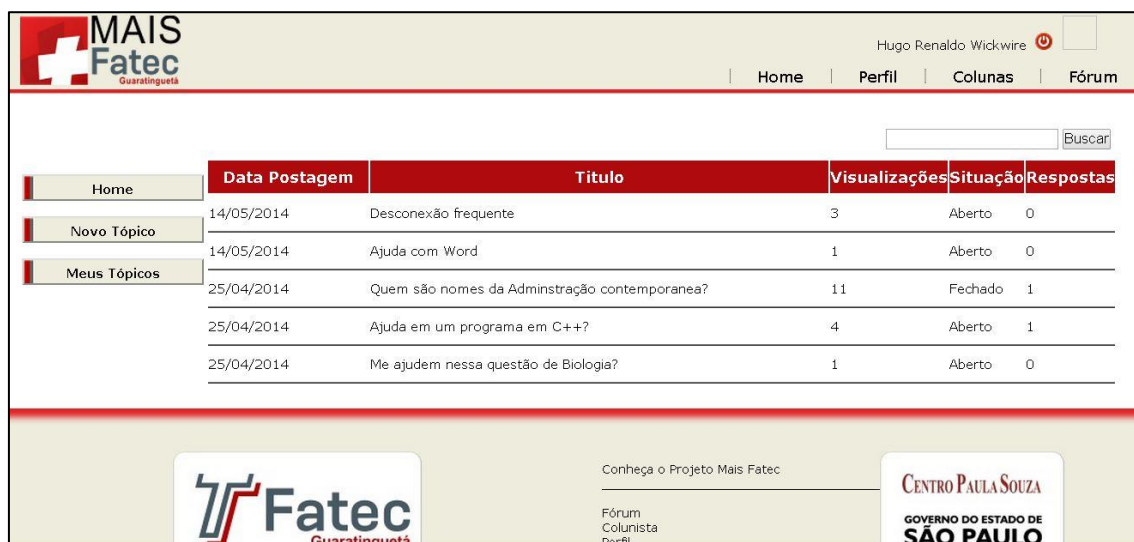 MAIS
Fatec
Guaratinguetá
Hugo Renaldo Wickwire
| Home | Perfil | Colunas | Fórum
Buscar
Home
Novo Tópico
Meus Tópicos
Data Postagem Titulo Visualizações Situação Respostas
14/05/2014 Desconexão frequente 3 Aberto 0
14/05/2014 Ajuda com Word 1 Aberto 0
25/04/2014 Quem são nomes da Adminstração contemporanea? 11 Fechado 1
25/04/2014 Ajuda em um programa em C++? 4 Aberto 1
25/04/2014 Me ajudem nessa questão de Biologia? 1 Aberto 0
Fatec
Guaratinguetá
Conheça o Projeto Mais Fatec
Fórum
Colunista
Perfil
CENTRO PAULA SOUZA
GOVERNO DO ESTADO DE
SÃO PAULO